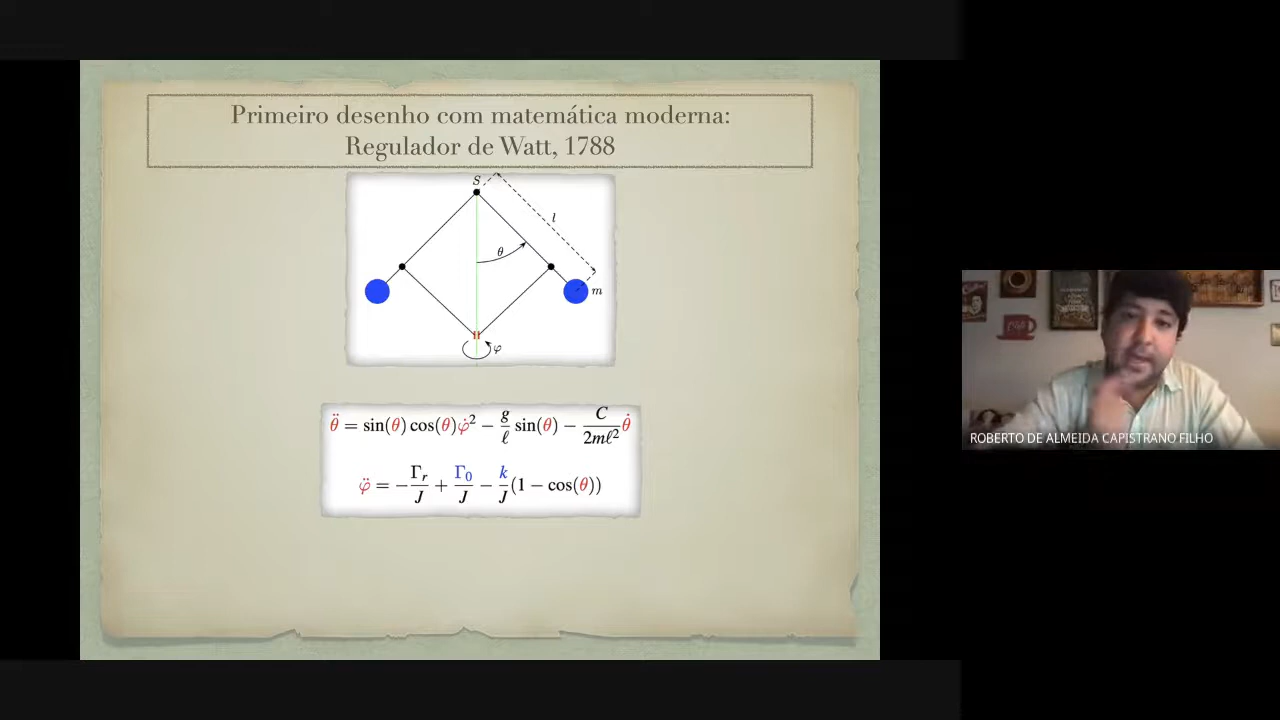 Primeiro desenho com matemática moderna:
Regulador de Watt, 1788
S
l
θ
m
φ
θ̈ = sin(θ) cos(θ)φ̇² − g/ℓ sin(θ) − C/2mℓ² θ̇
φ̈ = −Γr/J + Γ0/J − k/J (1 − cos(θ))
ROBERTO DE ALMEIDA CAPISTRANO FILHO